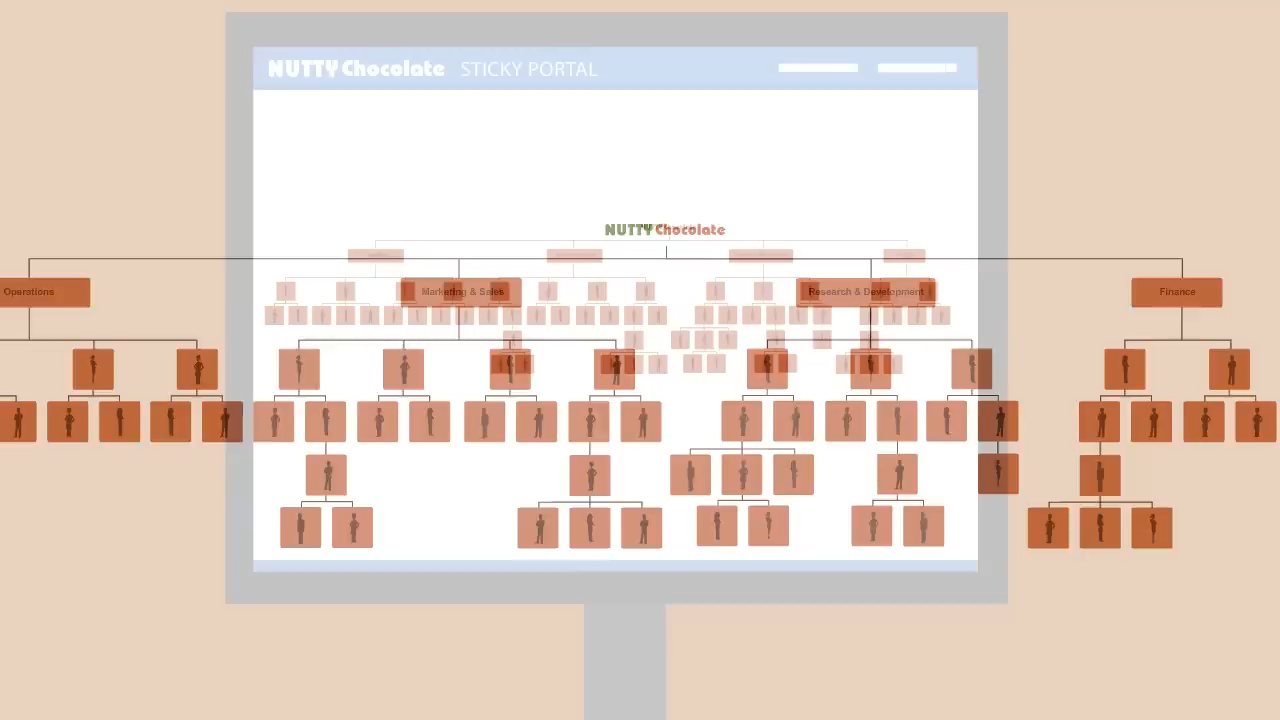 NUTTY Chocolate STICKY PORTAL
NUTTY Chocolate
Operations
Marketing & Sales
Research & Development
Finance